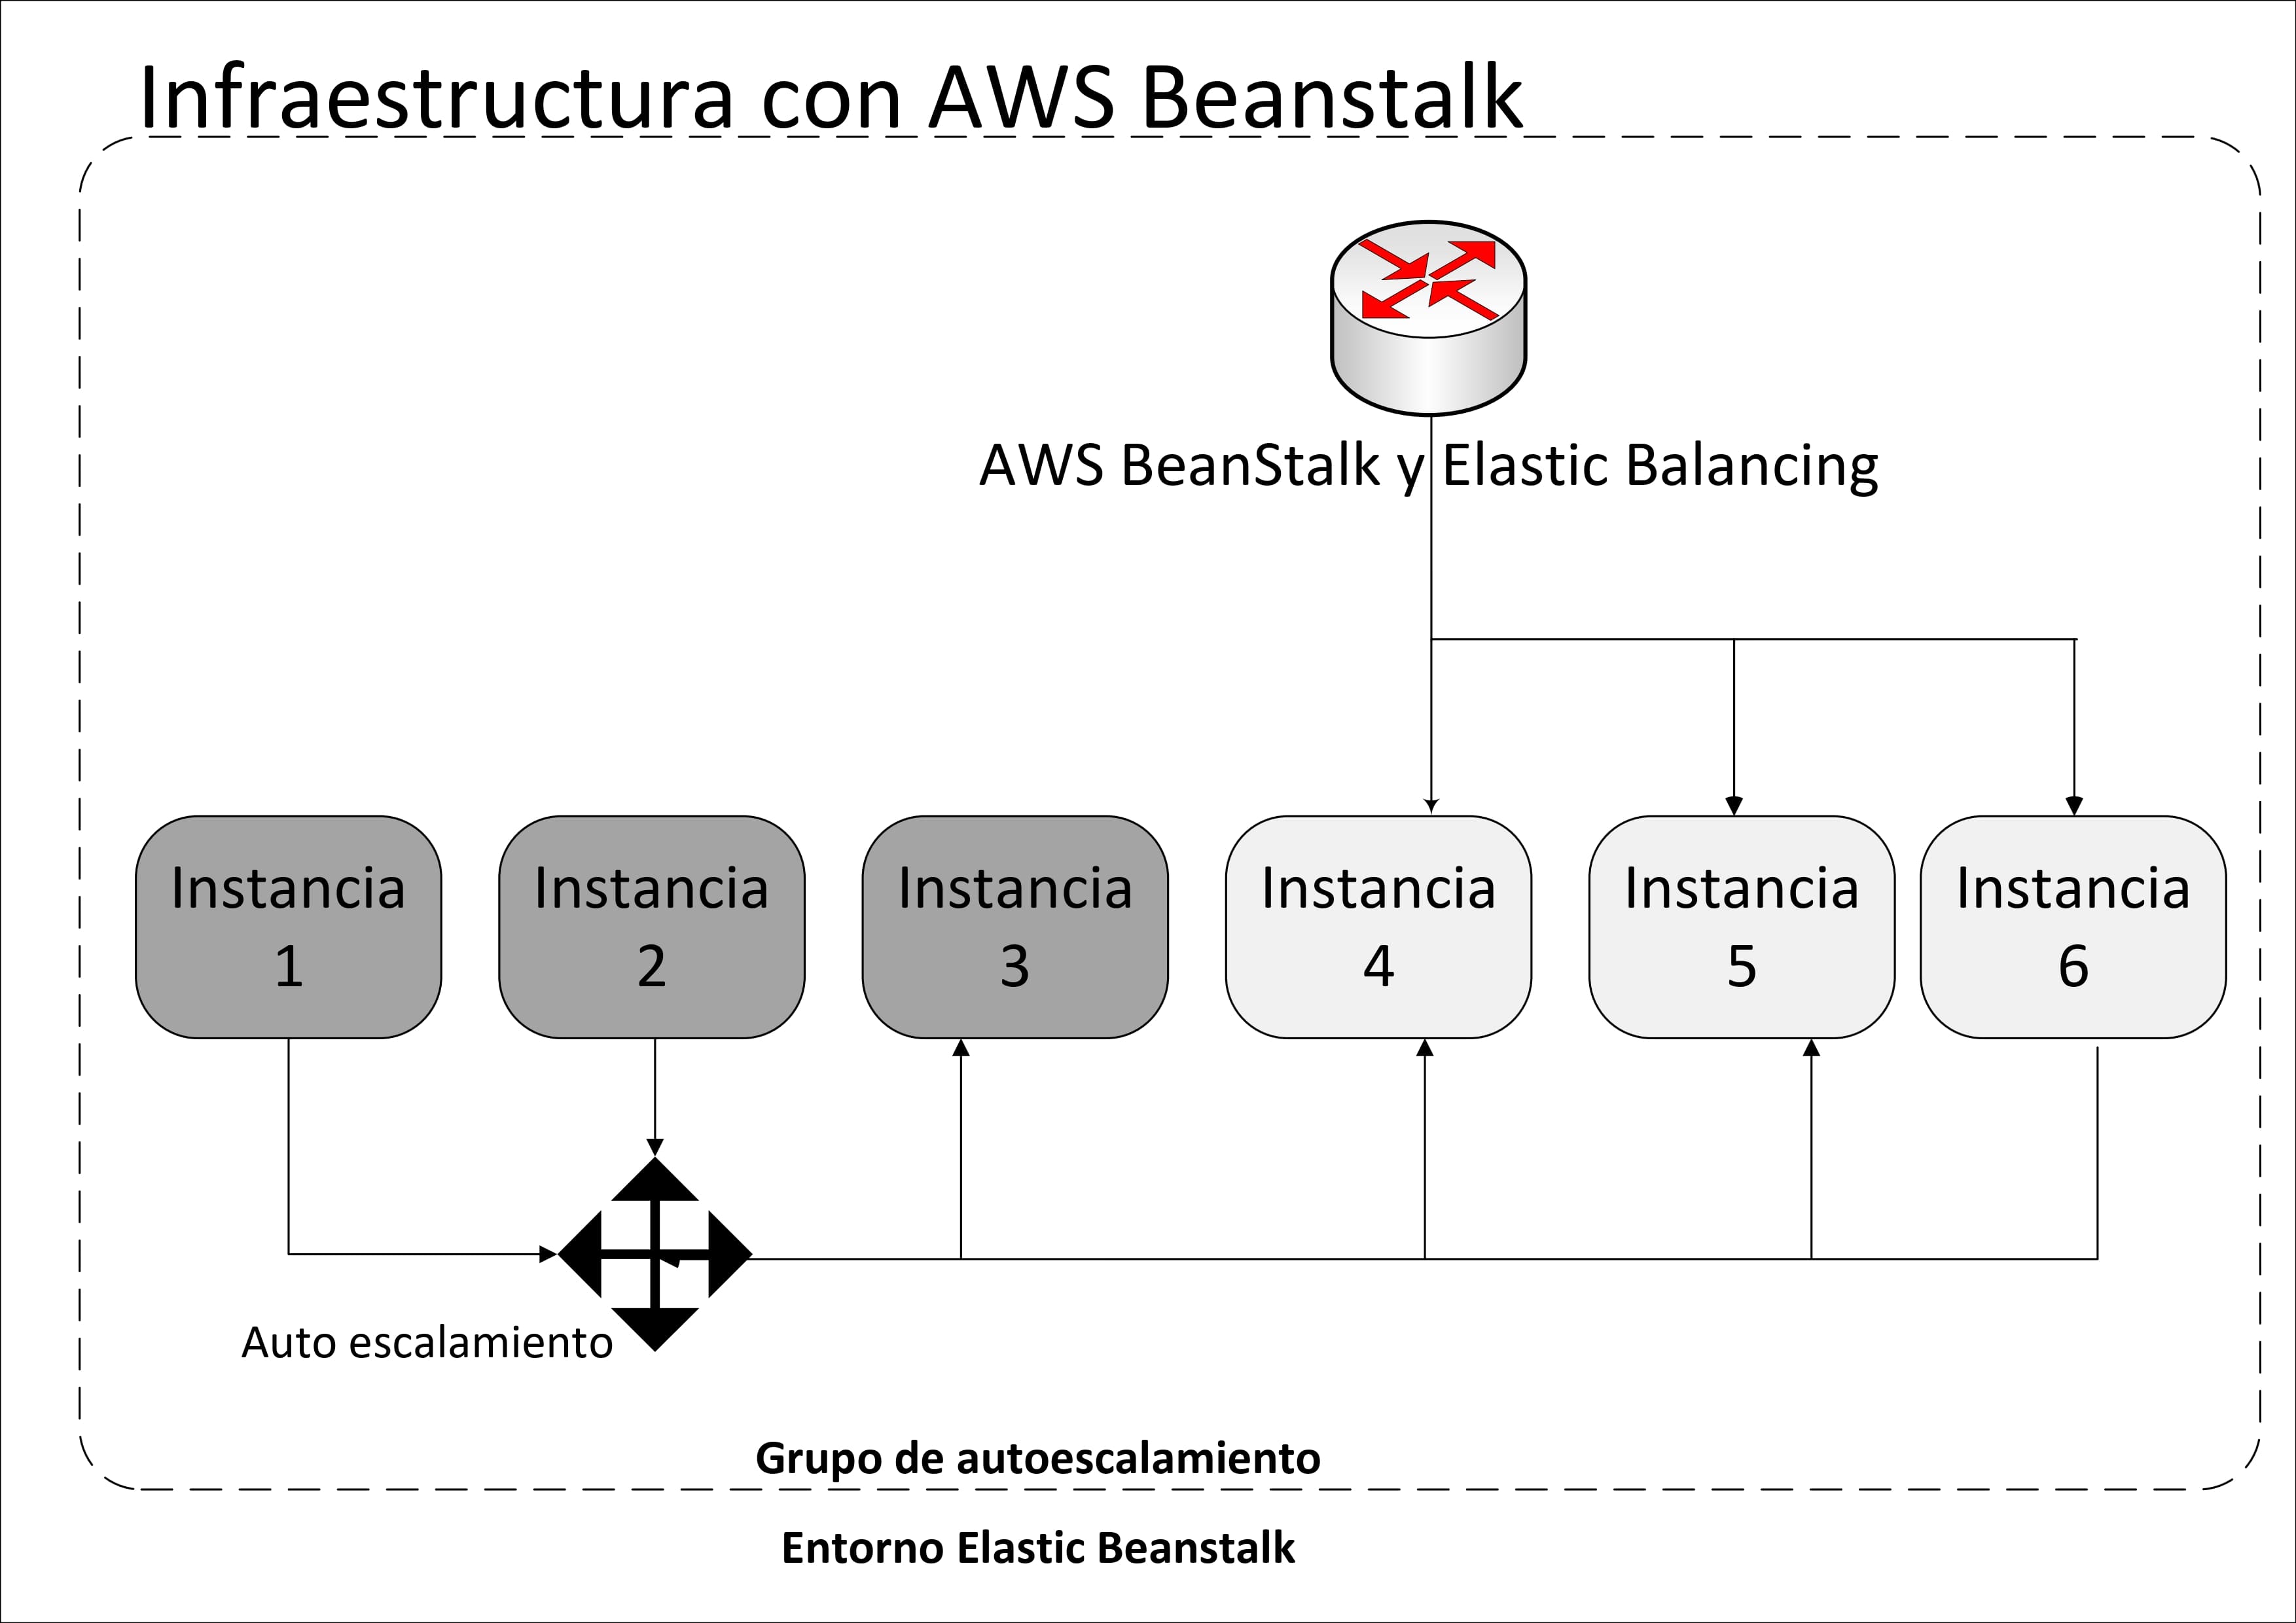 Infraestructura con AWS Beanstalk
AWS BeanStalk y Elastic Balancing
Instancia
1
Instancia
2
Instancia
3
Instancia
4
Instancia
5
Instancia
6
Auto escalamiento
Grupo de autoescalamiento
Entorno Elastic Beanstalk